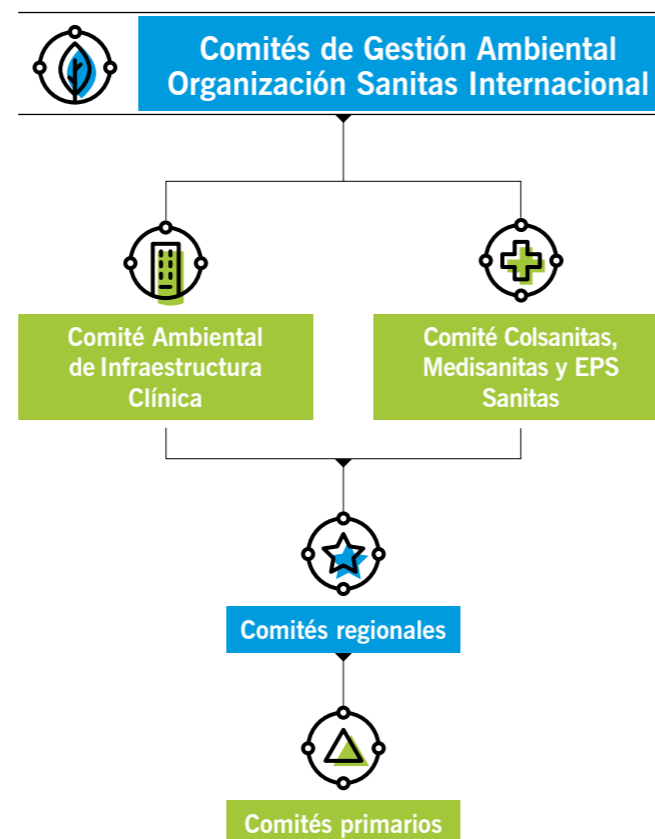 Comités de Gestión Ambiental
Organización Sanitas Internacional
Comité Ambiental
de Infraestructura
Clínica
Comité Colsanitas,
Medisanitas y EPS
Sanitas
Comités regionales
Comités primarios